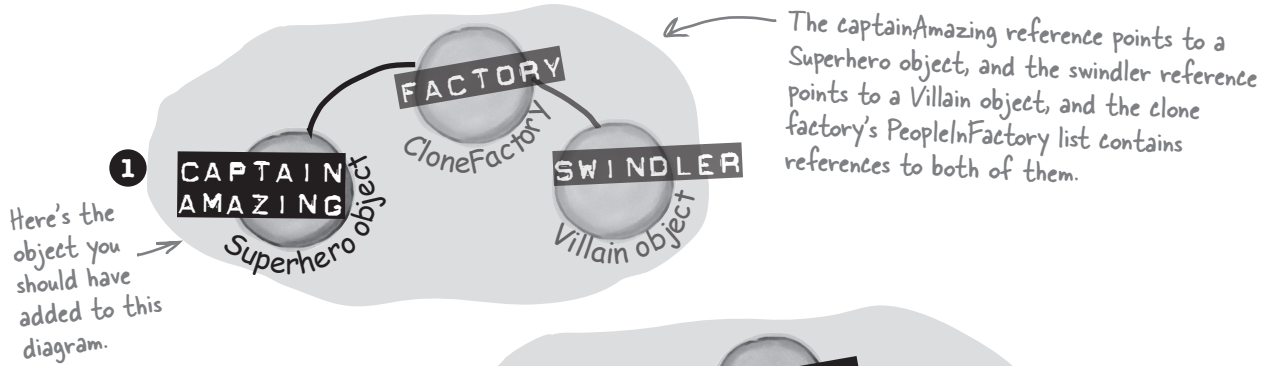 The captainAmazing reference points to a
Superhero object, and the swindler reference
points to a Villain object, and the clone
factory's PeopleInFactory list contains
references to both of them.
FACTORY
CloneFactory
SWINDLER
Villain object
1
CAPTAIN
AMAZING
Superhero object
Here's the
object you
should have
added to this
diagram.